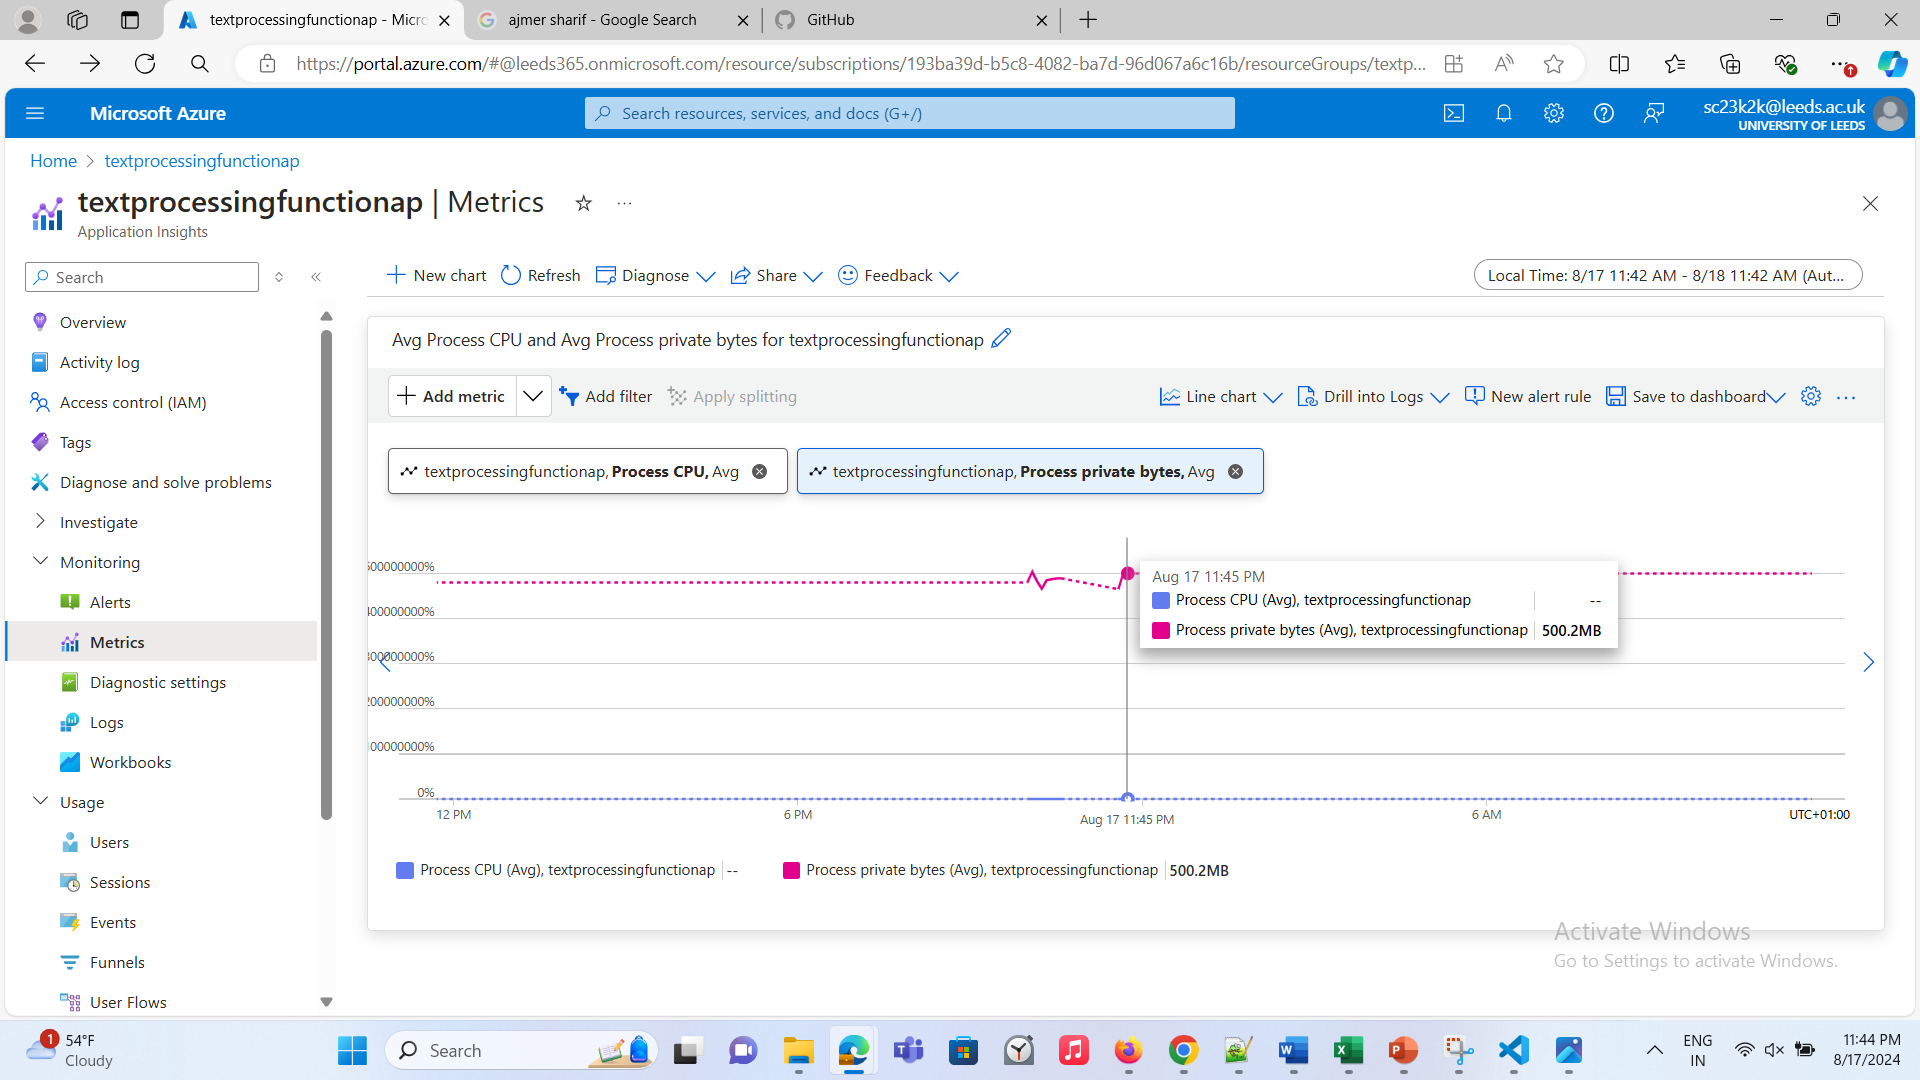 textprocessingfunctionap - Micro
ajmer sharif - Google Search
GitHub
https://portal.azure.com/#@leeds365.onmicrosoft.com/resource/subscriptions/193ba39d-b5c8-4082-ba7d-96d067a6c16b/resourceGroups/textp...
Microsoft Azure
Search resources, services, and docs (G+/)
sc23k2k@leeds.ac.uk
UNIVERSITY OF LEEDS
Home > textprocessingfunctionap
textprocessingfunctionap | Metrics
Application Insights
Search
New chart
Refresh
Diagnose
Share
Feedback
Local Time: 8/17 11:42 AM - 8/18 11:42 AM (Aut...
Overview
Activity log
Access control (IAM)
Tags
Diagnose and solve problems
Investigate
Monitoring
Alerts
Metrics
Diagnostic settings
Logs
Workbooks
Usage
Users
Sessions
Events
Funnels
User Flows
Avg Process CPU and Avg Process private bytes for textprocessingfunctionap
Add metric
Add filter
Apply splitting
Line chart
Drill into Logs
New alert rule
Save to dashboard
textprocessingfunctionap, Process CPU, Avg
textprocessingfunctionap, Process private bytes, Avg
500000000%
400000000%
300000000%
200000000%
100000000%
0%
Aug 17 11:45 PM
Process CPU (Avg), textprocessingfunctionap --
Process private bytes (Avg), textprocessingfunctionap 500.2MB
12 PM
6 PM
Aug 17 11:45 PM
6 AM
UTC+01:00
Process CPU (Avg), textprocessingfunctionap --
Process private bytes (Avg), textprocessingfunctionap 500.2MB
Activate Windows
Go to Settings to activate Windows.
1
54°F
Cloudy
Search
ENG
IN
11:44 PM
8/17/2024